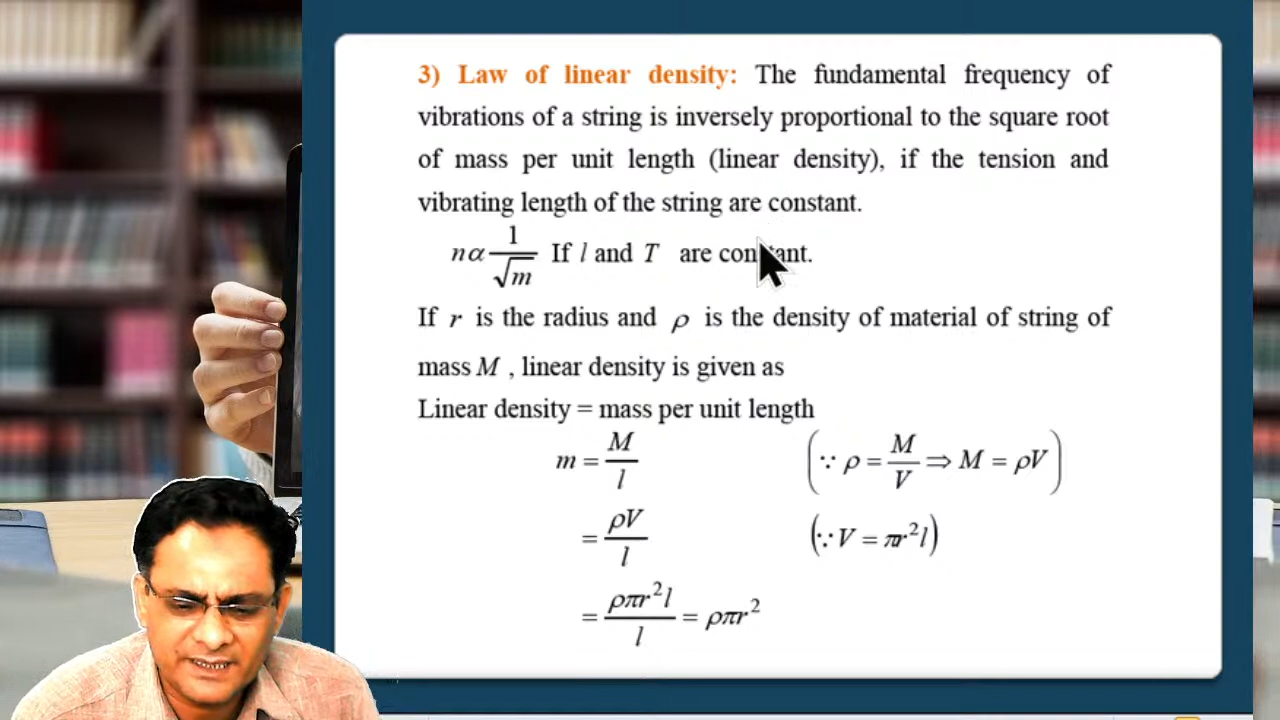 3) Law of linear density: The fundamental frequency of
vibrations of a string is inversely proportional to the square root
of mass per unit length (linear density), if the tension and
vibrating length of the string are constant.
n α 1/√m If l and T are constant.
If r is the radius and ρ is the density of material of string of
mass M , linear density is given as
Linear density = mass per unit length
m = M/l (∵ ρ = M/V ⇒ M = ρV)
= ρV/l (∵ V = πr²l)
= ρπr²l/l = ρπr²